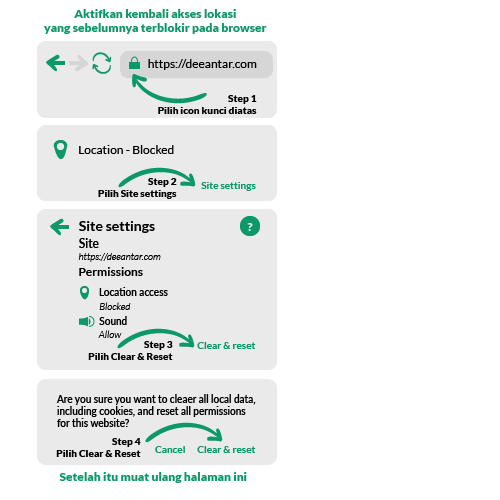 Aktifkan kembali akses lokasi
yang sebelumnya terblokir pada browser
https://deeantar.com
Step 1
Pilih icon kunci diatas
Location - Blocked
Step 2
Pilih Site settings
Site settings
Site settings
?
Site
https://deeantar.com
Permissions
Location access
Blocked
Sound
Allow
Step 3
Pilih Clear & Reset
Clear & reset
Are you sure you want to cleaer all local data,
including cookies, and reset all permissions
for this website?
Step 4
Pilih Clear & Reset
Cancel
Clear & reset
Setelah itu muat ulang halaman ini